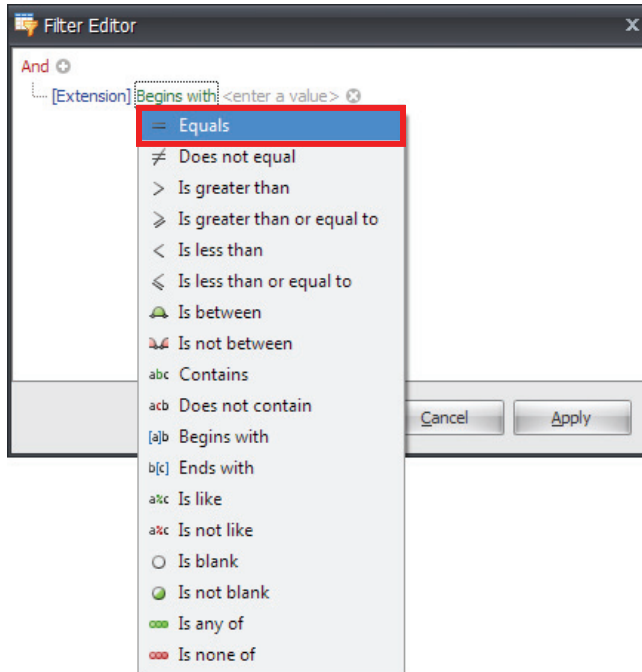 Filter Editor x
And
[Extension] Begins with <enter a value>
= Equals
≠ Does not equal
> Is greater than
⩾ Is greater than or equal to
< Is less than
⩽ Is less than or equal to
Is between
Is not between
abc Contains
acb Does not contain
Cancel Apply
[a]b Begins with
b[c] Ends with
a%c Is like
a%c Is not like
Is blank
Is not blank
Is any of
Is none of